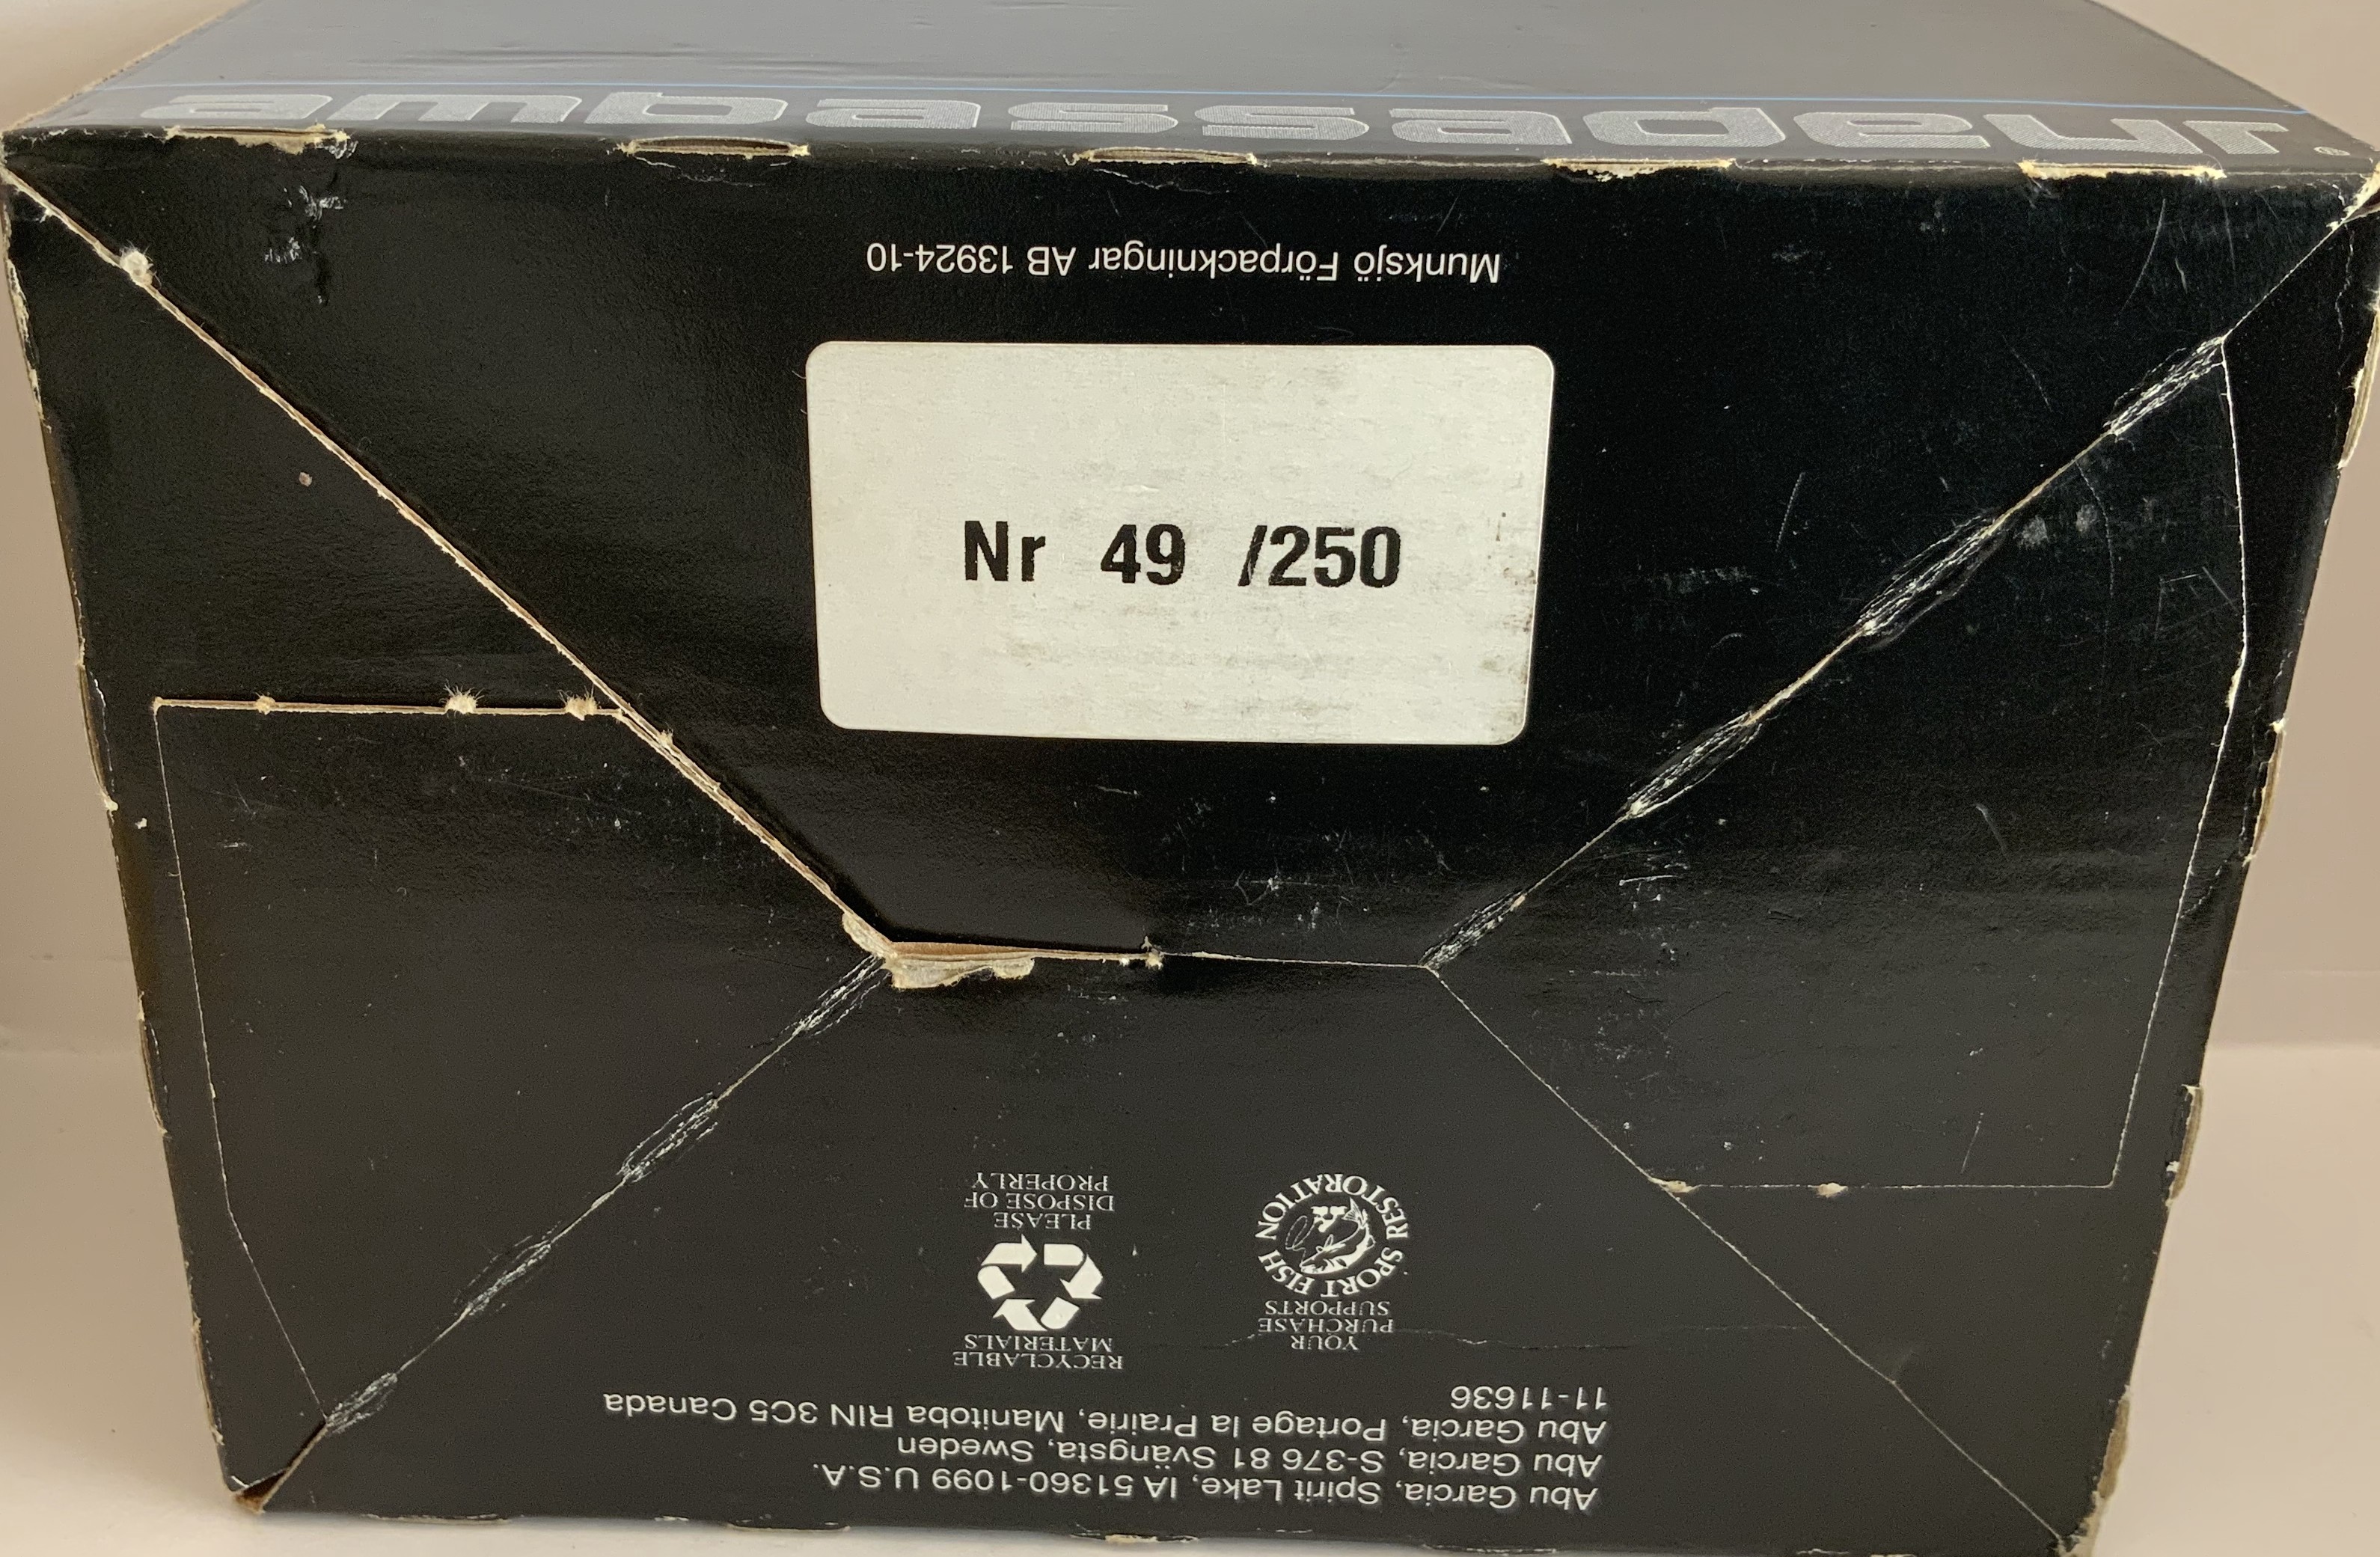 Ambassadeur®
Munksjö Förpackningar AB 13924-10
Nr 49 /250
Abu Garcia, Spirit Lake, IA 51360-1099 U.S.A.
Abu Garcia, S-376 81 Svängsta, Sweden
Abu Garcia, Portage la Prairie, Manitoba RIN 3C5 Canada
11-11636
YOUR
PURCHASE
SUPPORTS
SPORT FISH RESTORATION
RECYCLABLE
MATERIALS
PLEASE
DISPOSE OF
PROPERLY